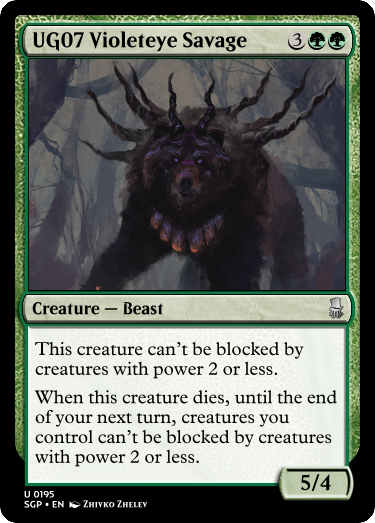 UG07 Violeteye Savage 3
Creature — Beast
This creature can't be blocked by
creatures with power 2 or less.
When this creature dies, until the end
of your next turn, creatures you
control can't be blocked by creatures
with power 2 or less.
5/4
U 0195
SGP • EN Zhivko Zhelev